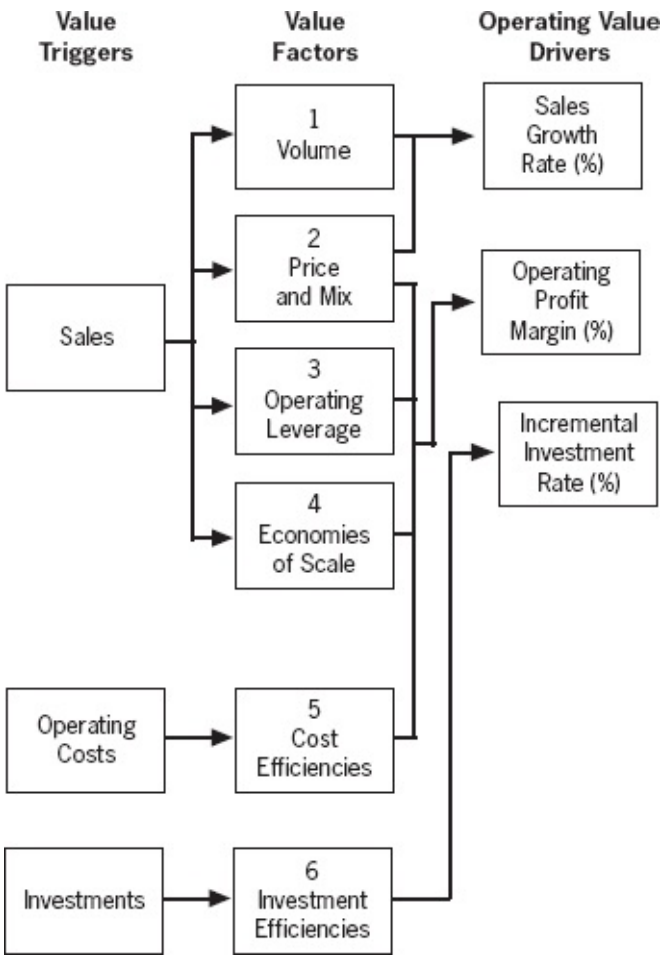 Value
Triggers
Value
Factors
Operating Value
Drivers
1
Volume
Sales
Growth
Rate (%)
2
Price
and Mix
Operating
Profit
Margin (%)
Sales
3
Operating
Leverage
Incremental
Investment
Rate (%)
4
Economies
of Scale
Operating
Costs
5
Cost
Efficiencies
Investments
6
Investment
Efficiencies